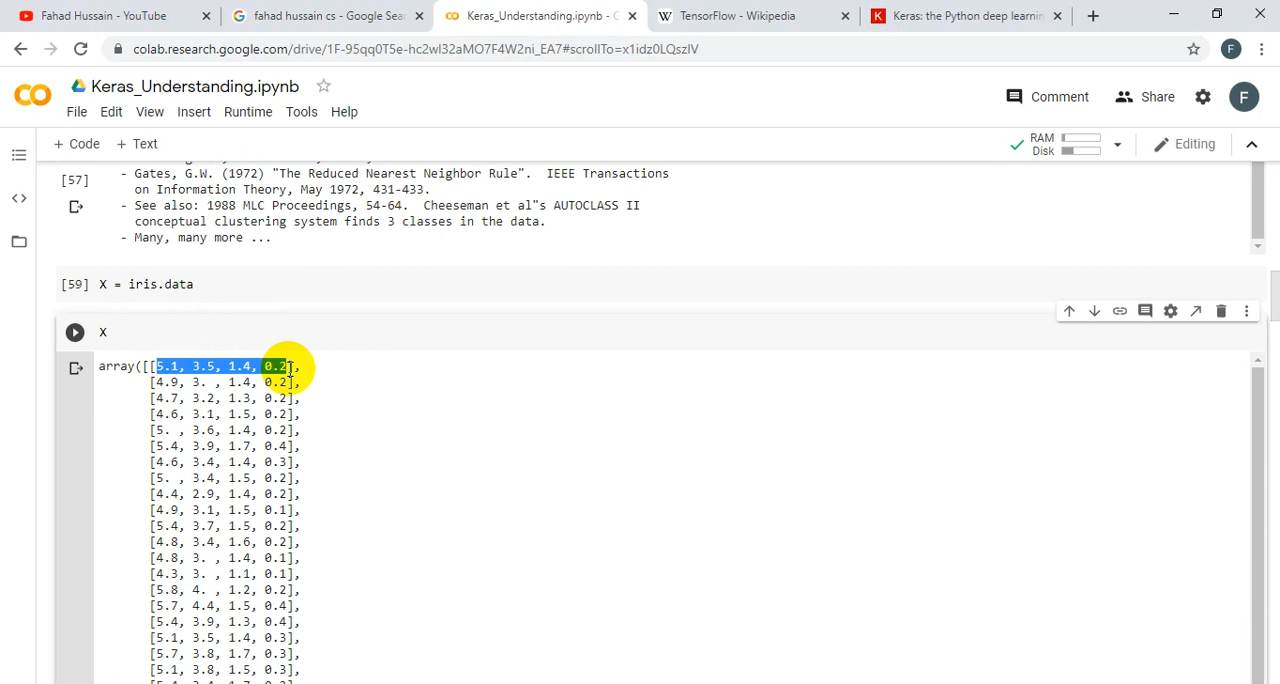 Fahad Hussain - YouTube
fahad hussain cs - Google Sear
Keras_Understanding.ipynb - C
TensorFlow - Wikipedia
Keras: the Python deep learnin
colab.research.google.com/drive/1F-95qq0T5e-hc2wl32aMO7F4W2ni_EA7#scrollTo=x1idz0LQszIV
F
Keras_Understanding.ipynb
File Edit View Insert Runtime Tools Help
Comment Share F
+ Code + Text
RAM
Disk
Editing
[57]
- Gates, G.W. (1972) "The Reduced Nearest Neighbor Rule".  IEEE Transactions
on Information Theory, May 1972, 431-433.
- See also: 1988 MLC Proceedings, 54-64.  Cheeseman et al"s AUTOCLASS II
conceptual clustering system finds 3 classes in the data.
- Many, many more ...
[59] X = iris.data
X
array([[5.1, 3.5, 1.4, 0.2],
[4.9, 3. , 1.4, 0.2],
[4.7, 3.2, 1.3, 0.2],
[4.6, 3.1, 1.5, 0.2],
[5. , 3.6, 1.4, 0.2],
[5.4, 3.9, 1.7, 0.4],
[4.6, 3.4, 1.4, 0.3],
[5. , 3.4, 1.5, 0.2],
[4.4, 2.9, 1.4, 0.2],
[4.9, 3.1, 1.5, 0.1],
[5.4, 3.7, 1.5, 0.2],
[4.8, 3.4, 1.6, 0.2],
[4.8, 3. , 1.4, 0.1],
[4.3, 3. , 1.1, 0.1],
[5.8, 4. , 1.2, 0.2],
[5.7, 4.4, 1.5, 0.4],
[5.4, 3.9, 1.3, 0.4],
[5.1, 3.5, 1.4, 0.3],
[5.7, 3.8, 1.7, 0.3],
[5.1, 3.8, 1.5, 0.3],